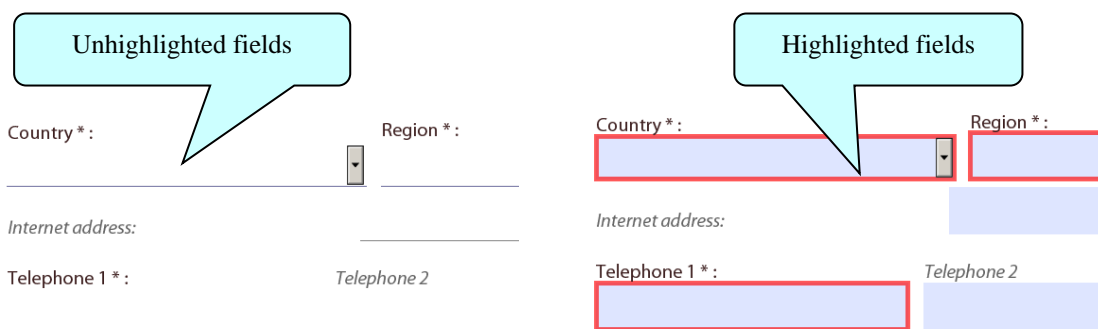 Unhighlighted fields
Highlighted fields
Country * :
Region * :
Country * :
Region * :
Internet address:
Internet address:
Telephone 1 * :
Telephone 2
Telephone 1 * :
Telephone 2